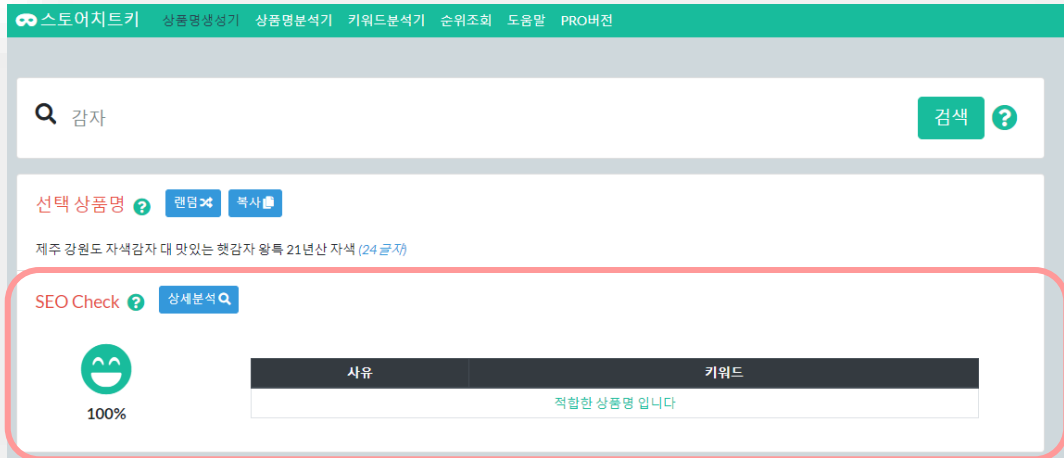 스토어치트키 상품명생성기 상품명분석기 키워드분석기 순위조회 도움말 PRO버전
감자 검색 ?
선택 상품명 ? 랜덤 복사
제주 강원도 자색감자 대 맛있는 햇감자 왕특 21년산 자색 (24 글자)
SEO Check ? 상세분석
사유 키워드
적합한 상품명 입니다
100%